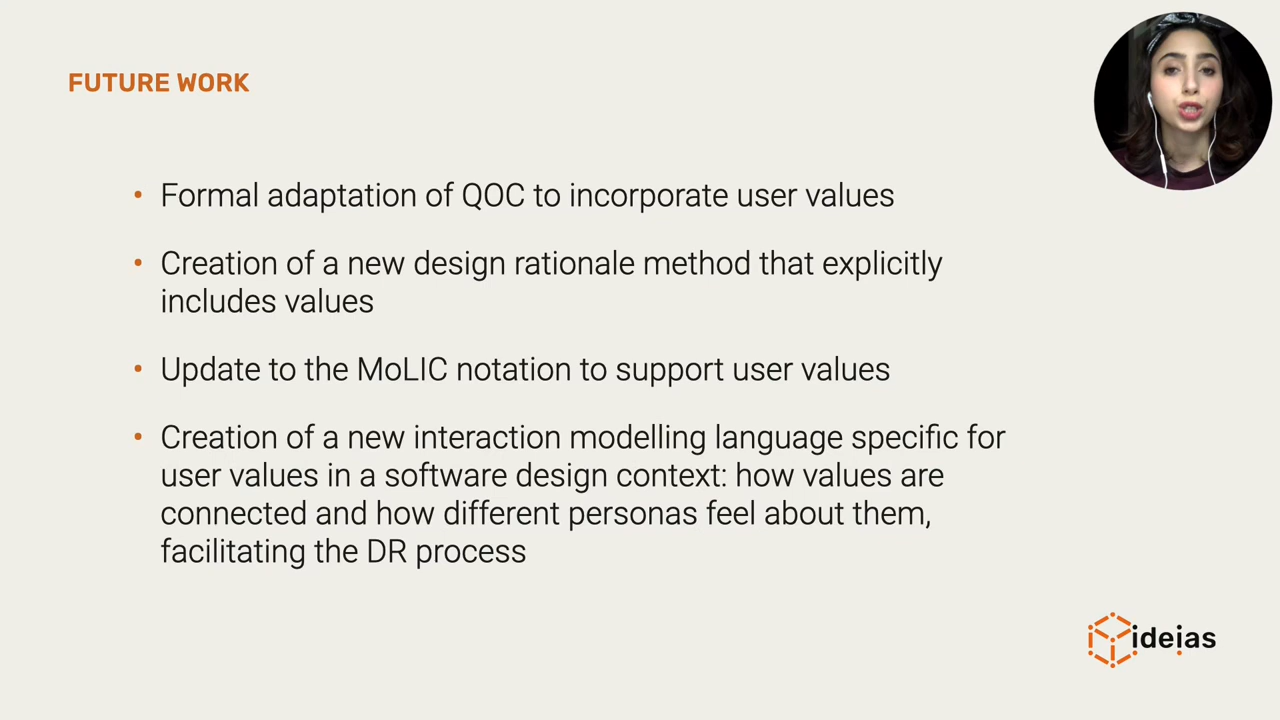 FUTURE WORK
• Formal adaptation of QOC to incorporate user values
• Creation of a new design rationale method that explicitly
includes values
• Update to the MoLIC notation to support user values
• Creation of a new interaction modelling language specific for
user values in a software design context: how values are
connected and how different personas feel about them,
facilitating the DR process
ideias